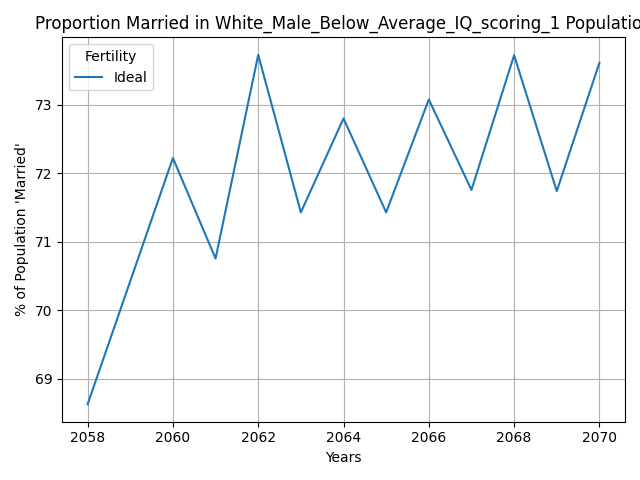 Proportion Married in White_Male_Below_Average_IQ_scoring_1 Populatio
Fertility
Ideal
% of Population 'Married'
73
72
71
70
69
2058 2060 2062 2064 2066 2068 2070
Years